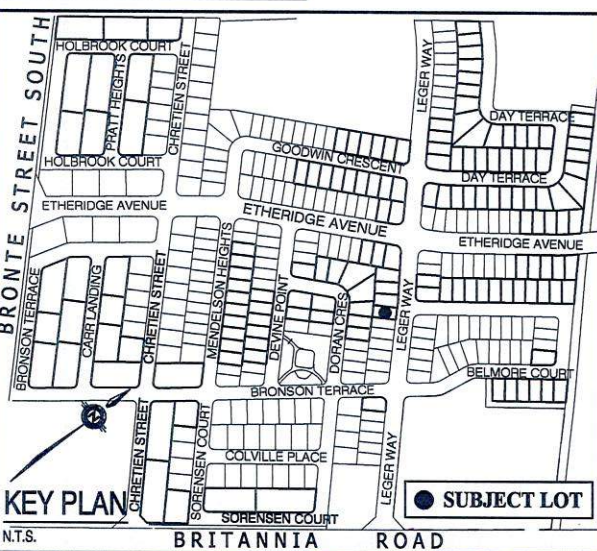 BRONTE STREET SOUTH
HOLBROOK COURT
PRATT HEIGHTS
CHRETIEN STREET
HOLBROOK COURT
ETHERIDGE AVENUE
GOODWIN CRESCENT
LEGER WAY
DAY TERRACE
DAY TERRACE
ETHERIDGE AVENUE
ETHERIDGE AVENUE
BRONSON TERRACE
CARR LANDING
CHRETIEN STREET
MENDELSON HEIGHTS
DEVINE POINT
DORAN CRES
LEGER WAY
BRONSON TERRACE
BELMORE COURT
CHRETIEN STREET
SORENSEN COURT
COLVILLE PLACE
SORENSEN COURT
LEGER WAY
N
KEY PLAN
N.T.S.
SUBJECT LOT
BRITANNIA ROAD